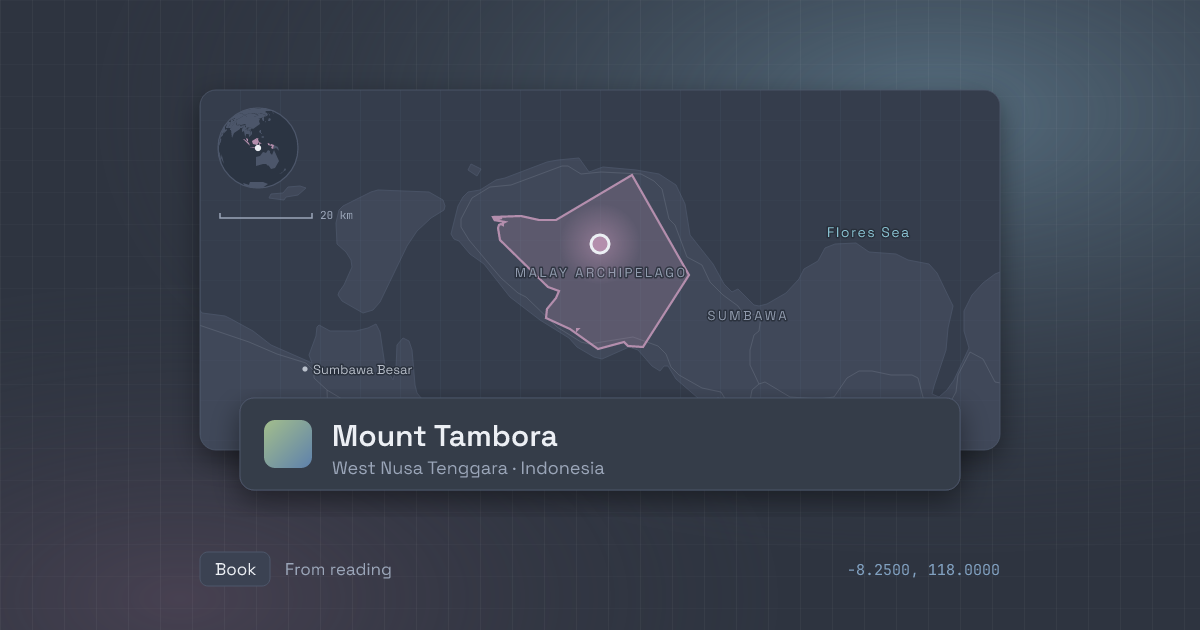 20 km
Flores Sea
MALAY ARCHIPELAGO
SUMBAWA
Sumbawa Besar
Mount Tambora
West Nusa Tenggara · Indonesia
Book
From reading
-8.2500, 118.0000